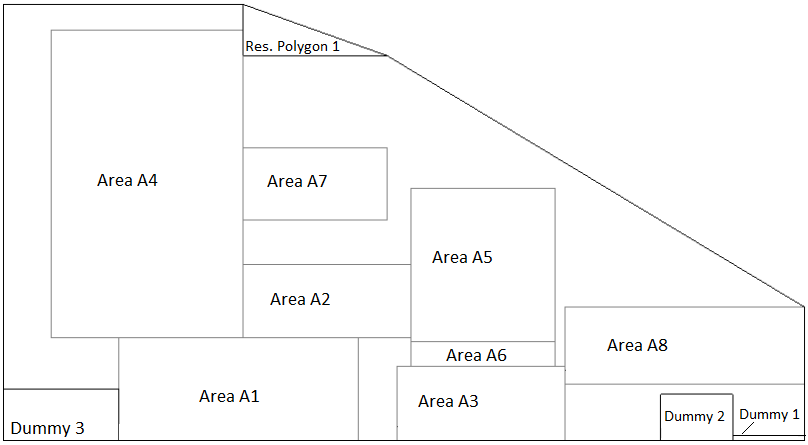 Res. Polygon 1
Area A4
Area A7
Area A5
Area A2
Area A8
Area A6
Area A1
Area A3
Dummy 2
Dummy 1
Dummy 3